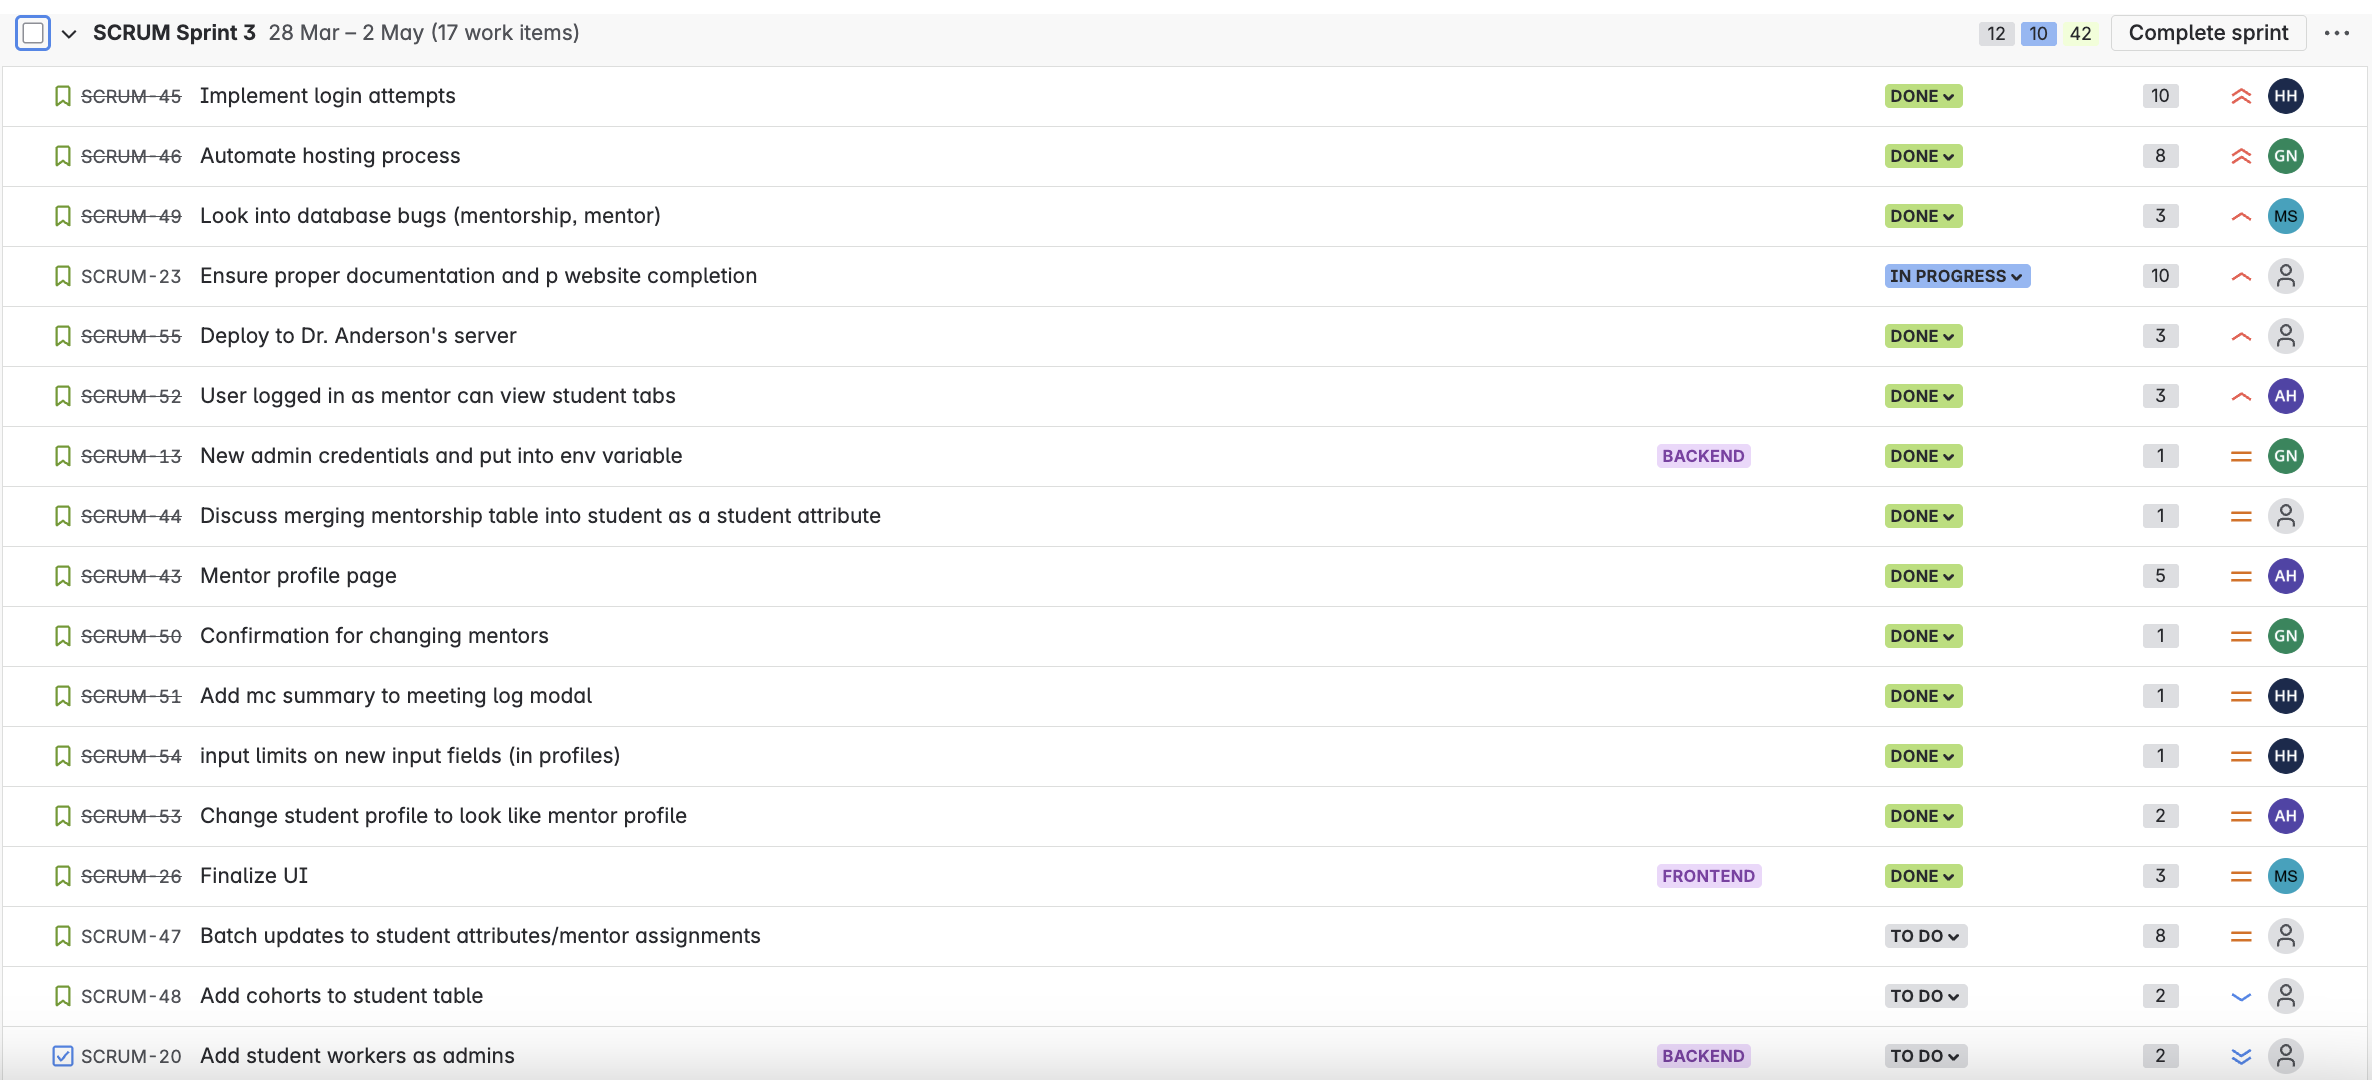 SCRUM Sprint 3 28 Mar – 2 May (17 work items) 12 10 42 Complete sprint
SCRUM-45 Implement login attempts DONE 10 HH
SCRUM-46 Automate hosting process DONE 8 GN
SCRUM-49 Look into database bugs (mentorship, mentor) DONE 3 MS
SCRUM-23 Ensure proper documentation and p website completion IN PROGRESS 10
SCRUM-55 Deploy to Dr. Anderson's server DONE 3
SCRUM-52 User logged in as mentor can view student tabs DONE 3 AH
SCRUM-13 New admin credentials and put into env variable BACKEND DONE 1 GN
SCRUM-44 Discuss merging mentorship table into student as a student attribute DONE 1
SCRUM-43 Mentor profile page DONE 5 AH
SCRUM-50 Confirmation for changing mentors DONE 1 GN
SCRUM-51 Add mc summary to meeting log modal DONE 1 HH
SCRUM-54 input limits on new input fields (in profiles) DONE 1 HH
SCRUM-53 Change student profile to look like mentor profile DONE 2 AH
SCRUM-26 Finalize UI FRONTEND DONE 3 MS
SCRUM-47 Batch updates to student attributes/mentor assignments TO DO 8
SCRUM-48 Add cohorts to student table TO DO 2
SCRUM-20 Add student workers as admins BACKEND TO DO 2